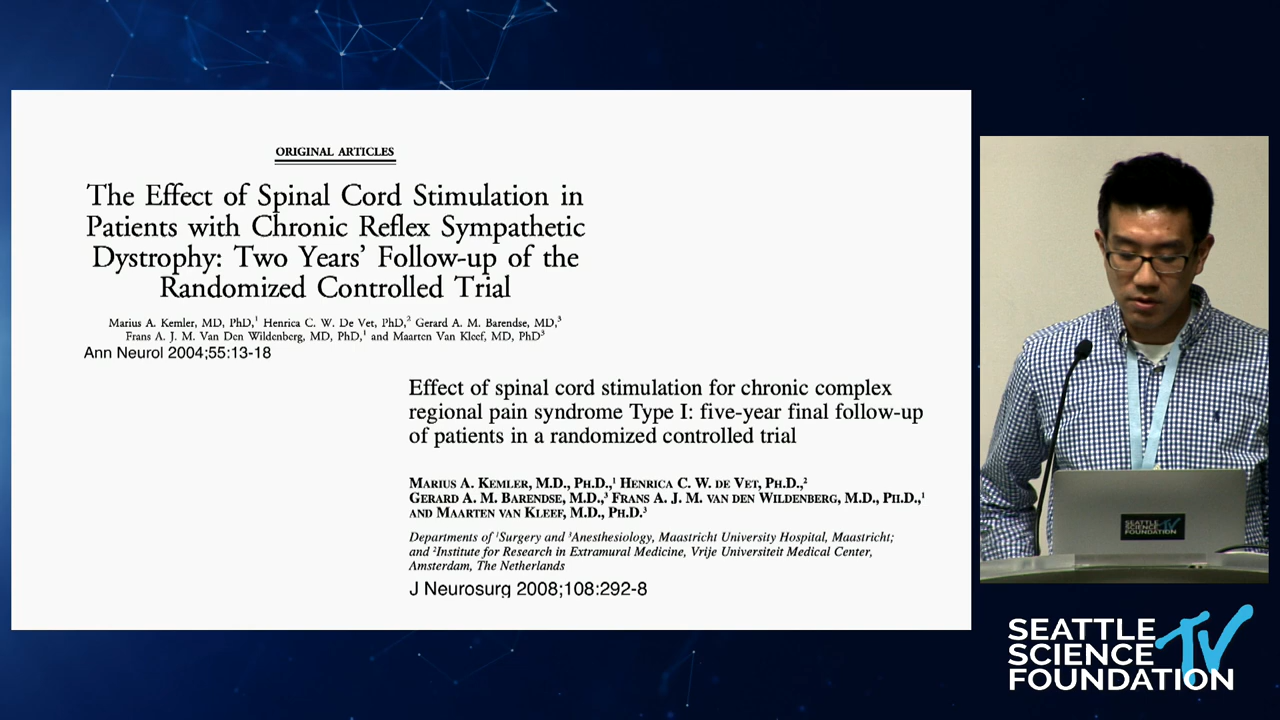 ORIGINAL ARTICLES
The Effect of Spinal Cord Stimulation in
Patients with Chronic Reflex Sympathetic
Dystrophy: Two Years' Follow-up of the
Randomized Controlled Trial
Marius A. Kemler, MD, PhD,¹ Henrica C. W. De Vet, PhD,² Gerard A. M. Barendse, MD,³
Frans A. J. M. Van Den Wildenberg, MD, PhD,¹ and Maarten Van Kleef, MD, PhD³
Ann Neurol 2004;55:13-18
Effect of spinal cord stimulation for chronic complex
regional pain syndrome Type I: five-year final follow-up
of patients in a randomized controlled trial
MARIUS A. KEMLER, M.D., PH.D.,¹ HENRICA C. W. DE VET, PH.D.,²
GERARD A. M. BARENDSE, M.D.,³ FRANS A. J. M. VAN DEN WILDENBERG, M.D., PH.D.,¹
AND MAARTEN VAN KLEEF, M.D., PH.D.³
Departments of ¹Surgery and ³Anesthesiology, Maastricht University Hospital, Maastricht;
and ²Institute for Research in Extramural Medicine, Vrije Universiteit Medical Center,
Amsterdam, The Netherlands
J Neurosurg 2008;108:292-8
SEATTLE
SCIENCE TV
FOUNDATION
SEATTLE
SCIENCE TV
FOUNDATION